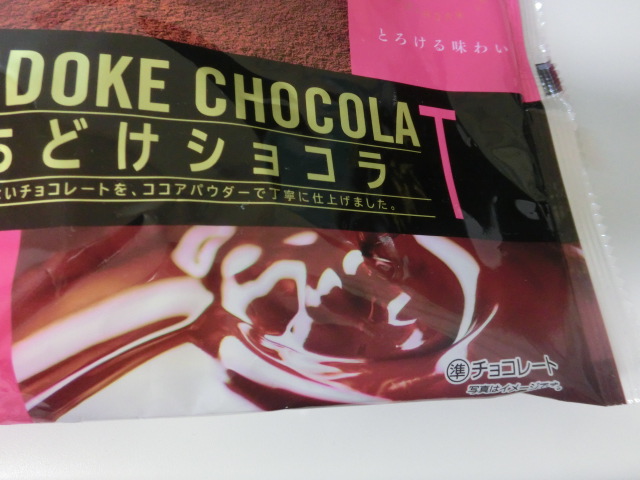 とろける味わい
DOKE CHOCOLAT
ちどけショコラ
いチョコレートを、ココアパウダーで丁寧に仕上げました。
準チョコレート
写真はイメージです。